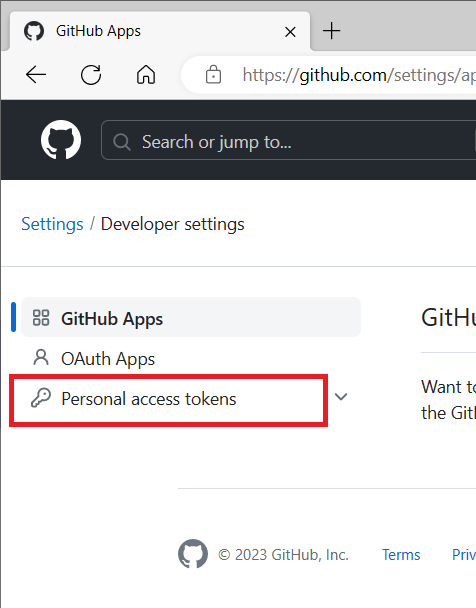 GitHub Apps
https://github.com/settings/ap
Search or jump to...
Settings / Developer settings
GitHub Apps
GitHu
OAuth Apps
Personal access tokens
Want to
the Gitl
© 2023 GitHub, Inc.
Terms
Priv